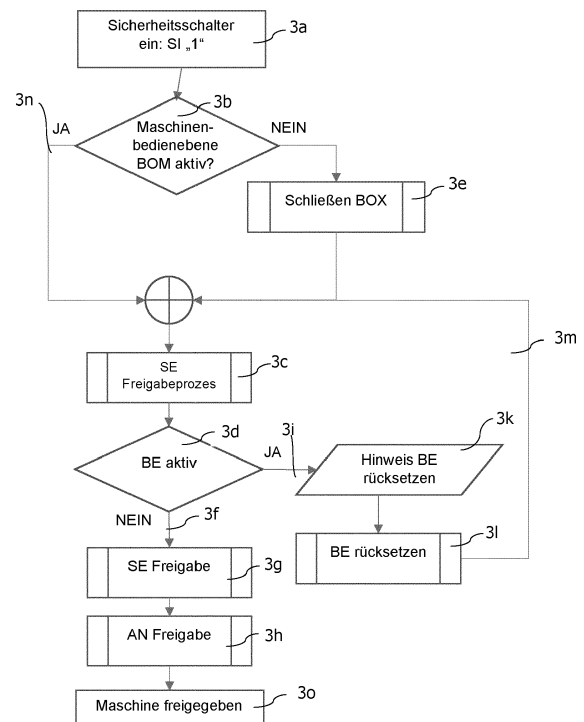 Sicherheitsschalter
ein: SI „1“
3a
3n
JA
3b
Maschinen-
bedienebene
BOM aktiv?
NEIN
3e
Schließen BOX
3m
SE
Freigabeprozes
3c
3d
BE aktiv
JA
3i
3k
Hinweis BE
rücksetzen
NEIN
3f
BE rücksetzen
3l
SE Freigabe
3g
AN Freigabe
3h
Maschine freigegeben
3o